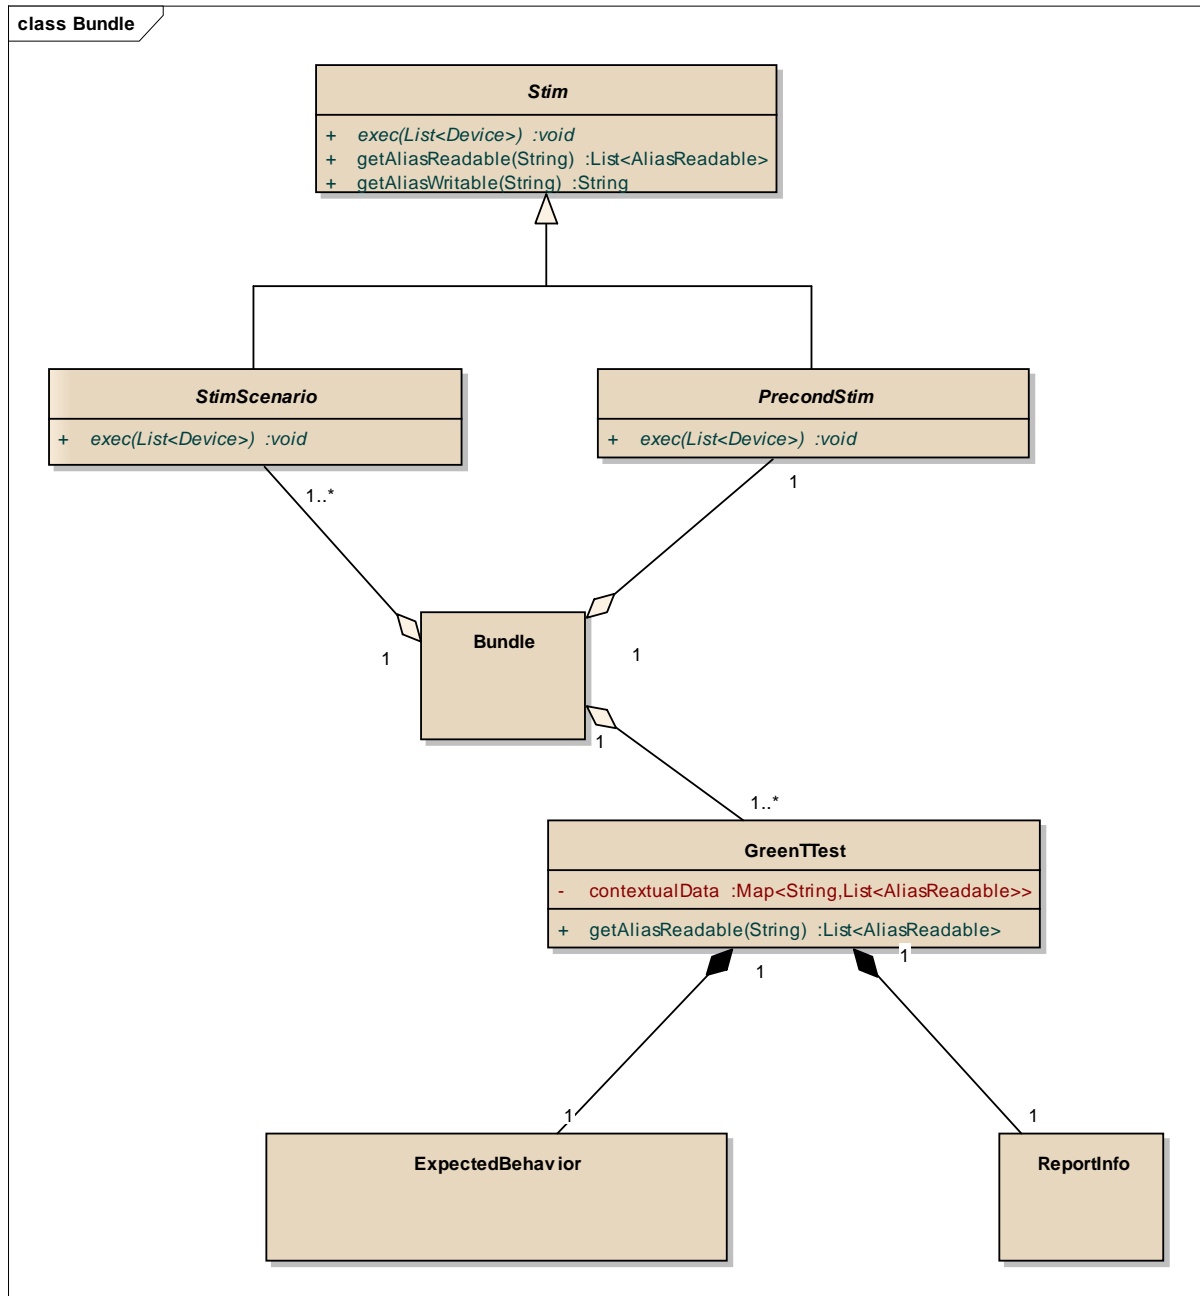 class Bundle
Stim
+ exec(List<Device>) :void
+ getAliasReadable(String) :List<AliasReadable>
+ getAliasWritable(String) :String
StimScenario
+ exec(List<Device>) :void
PrecondStim
+ exec(List<Device>) :void
1..*
1
Bundle
1
1
1
1..*
GreenTTest
- contextualData :Map<String,List<AliasReadable>>
+ getAliasReadable(String) :List<AliasReadable>
1
1
1
1
ExpectedBehavior
ReportInfo